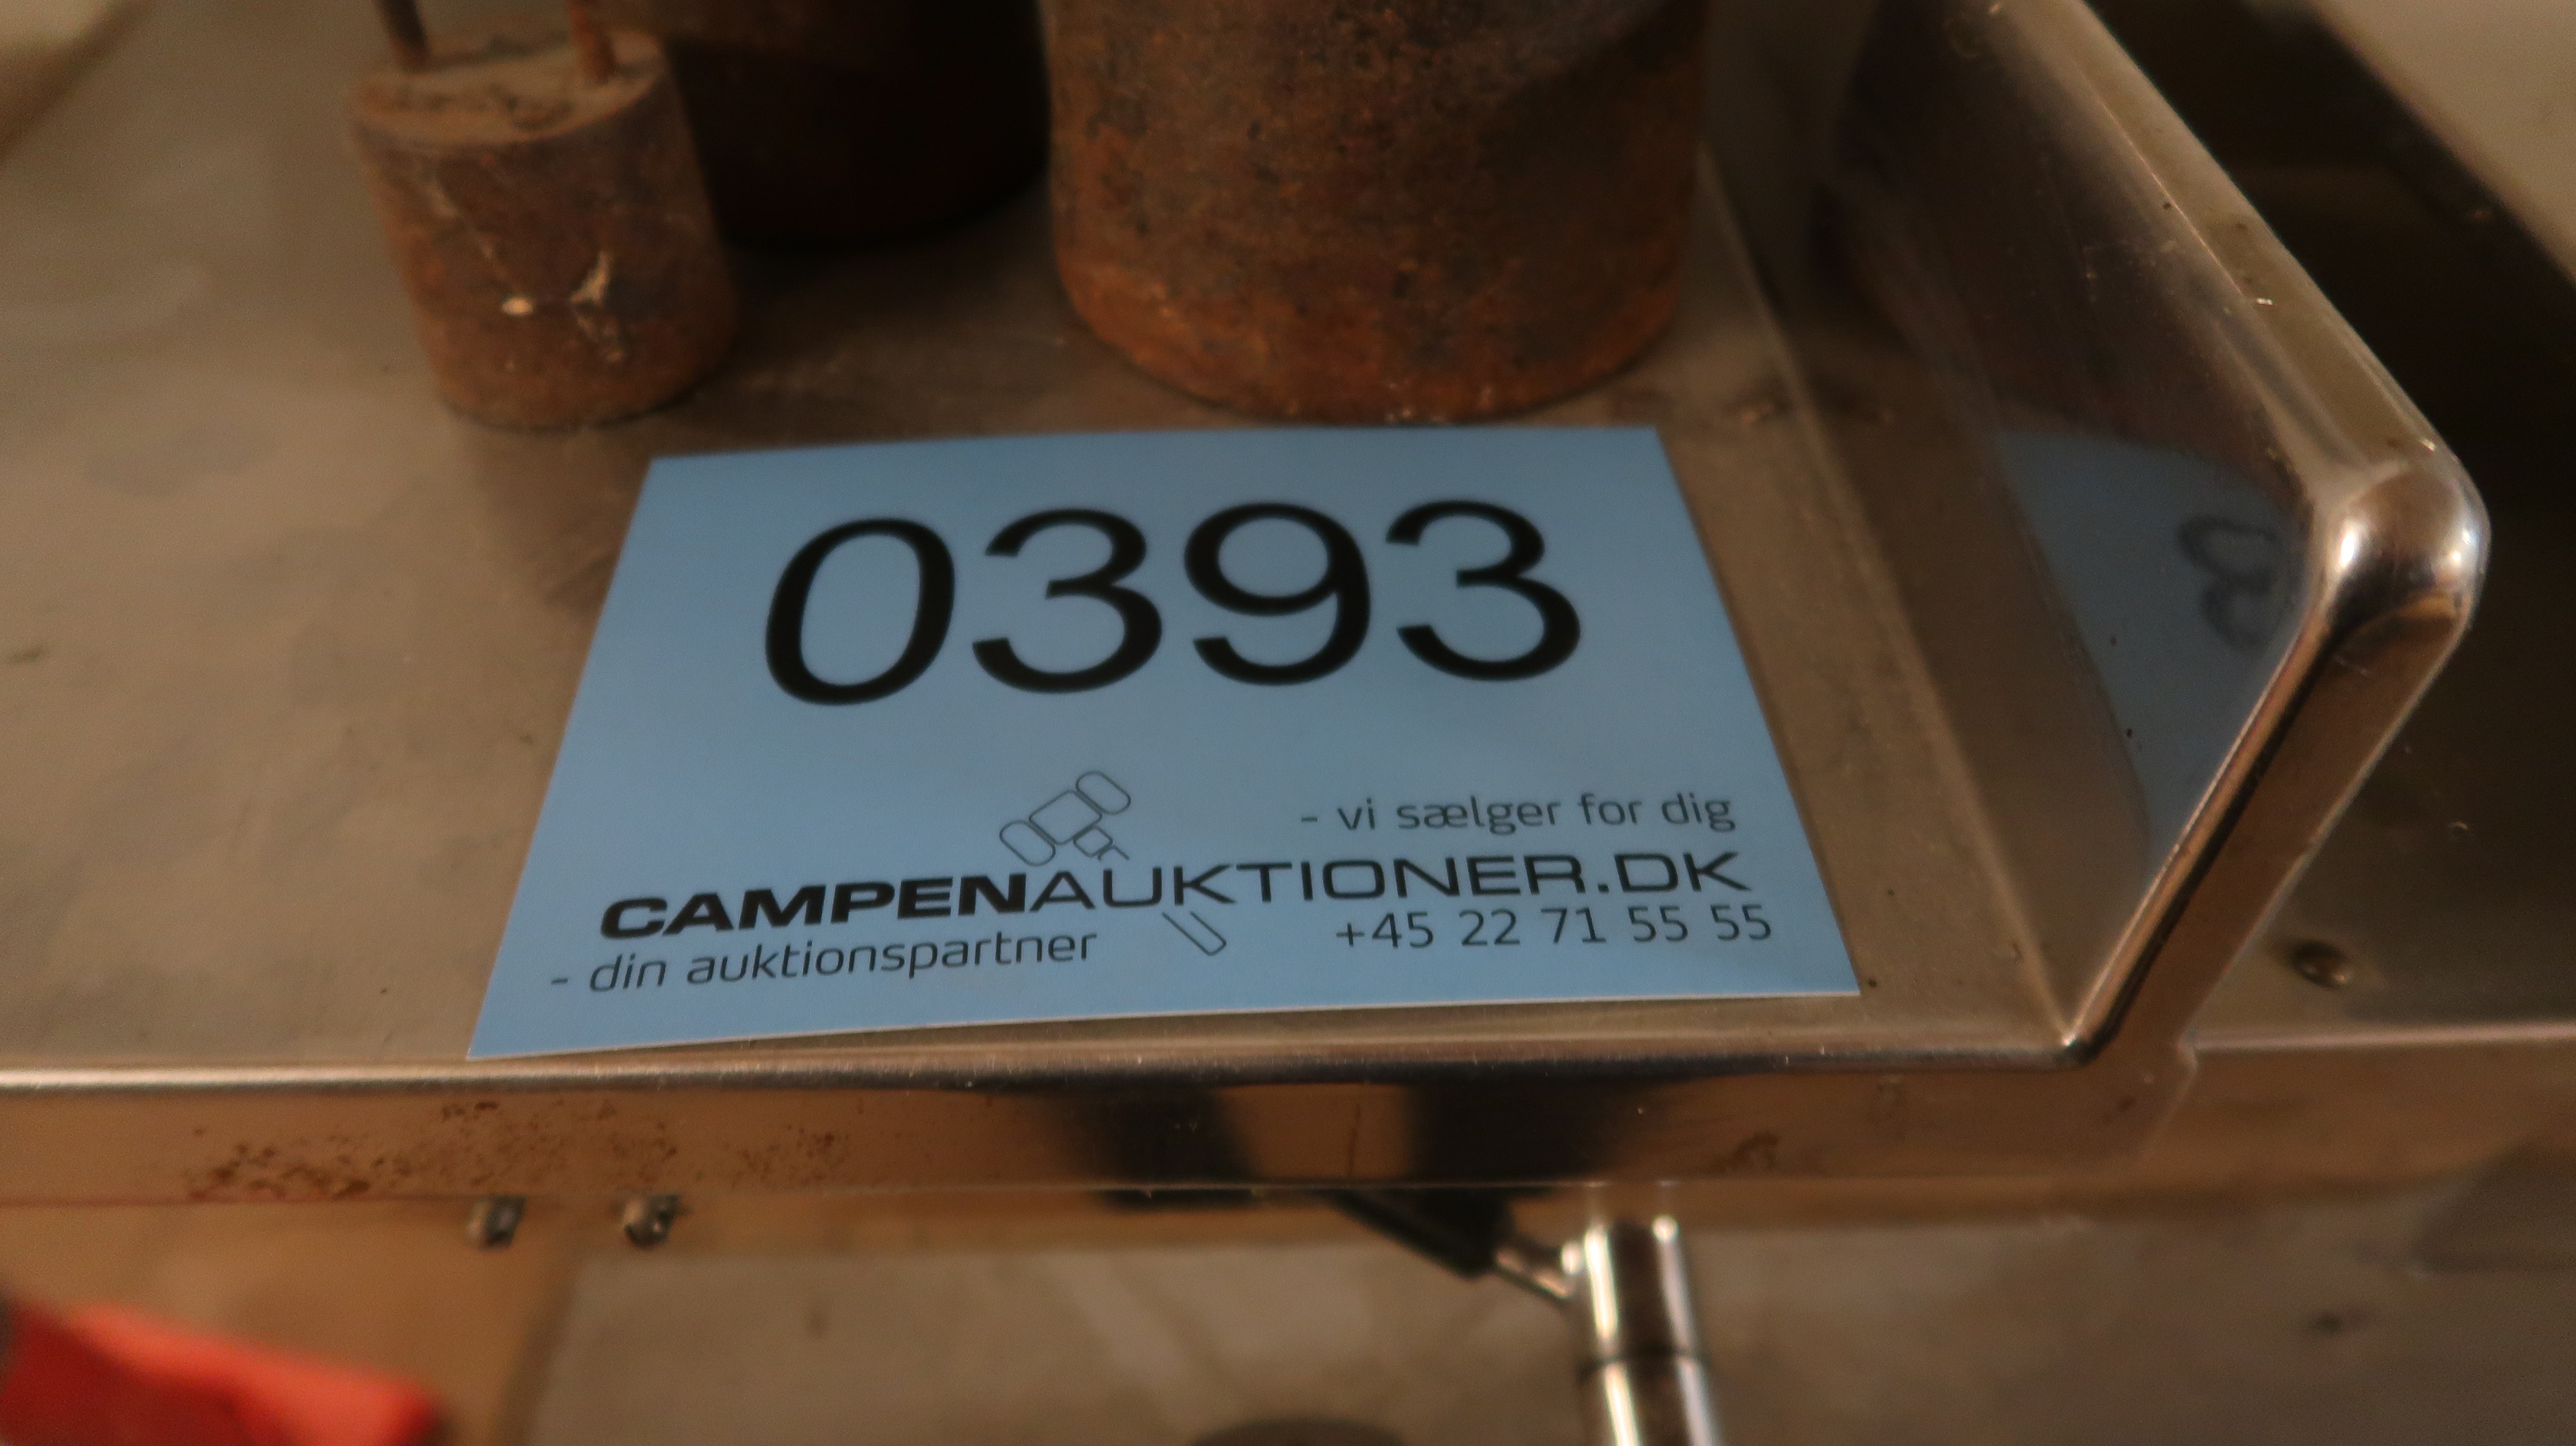 0393
- vi sælger for dig
CAMPENAUKTIONER.DK
- din auktionspartner
+45 22 71 55 55